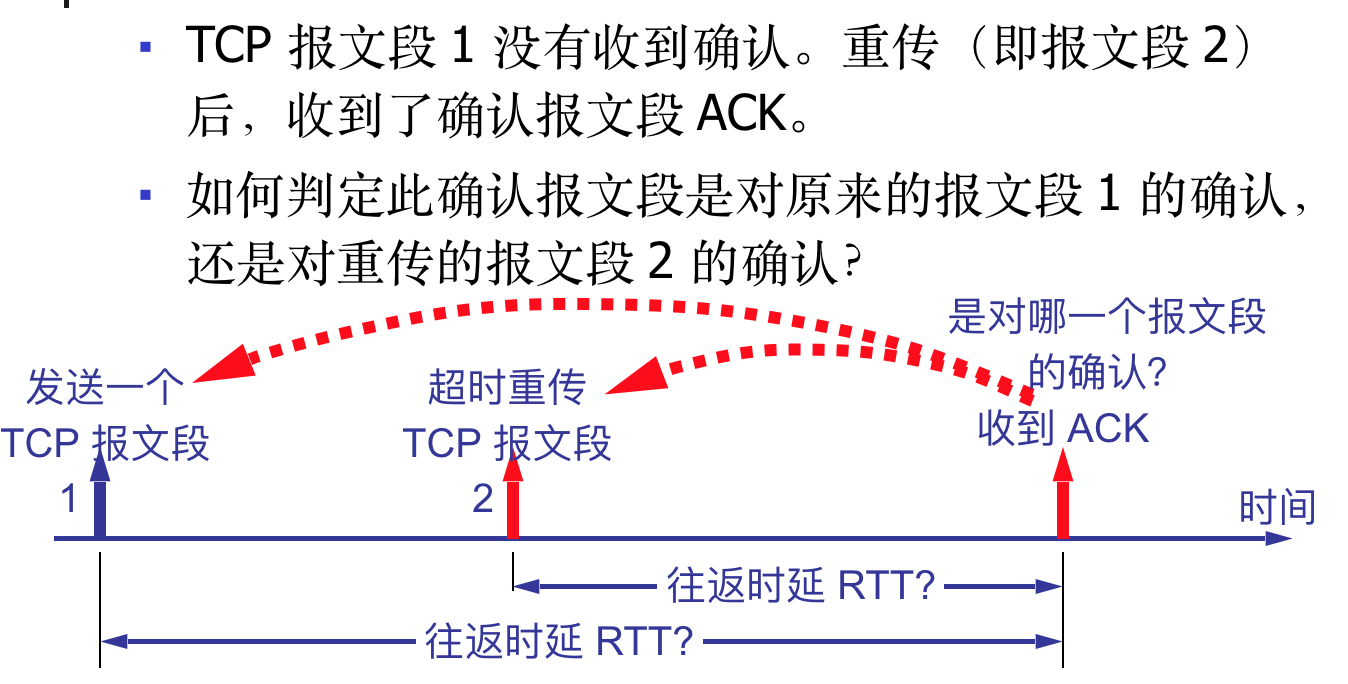 TCP 报文段 1 没有收到确认。重传（即报文段 2）
后，收到了确认报文段 ACK。
如何判定此确认报文段是对原来的报文段 1 的确认，
还是对重传的报文段 2 的确认？
是对哪一个报文段
的确认？
发送一个
TCP 报文段
超时重传
TCP 报文段
收到 ACK
1
2
时间
往返时延 RTT？
往返时延 RTT？